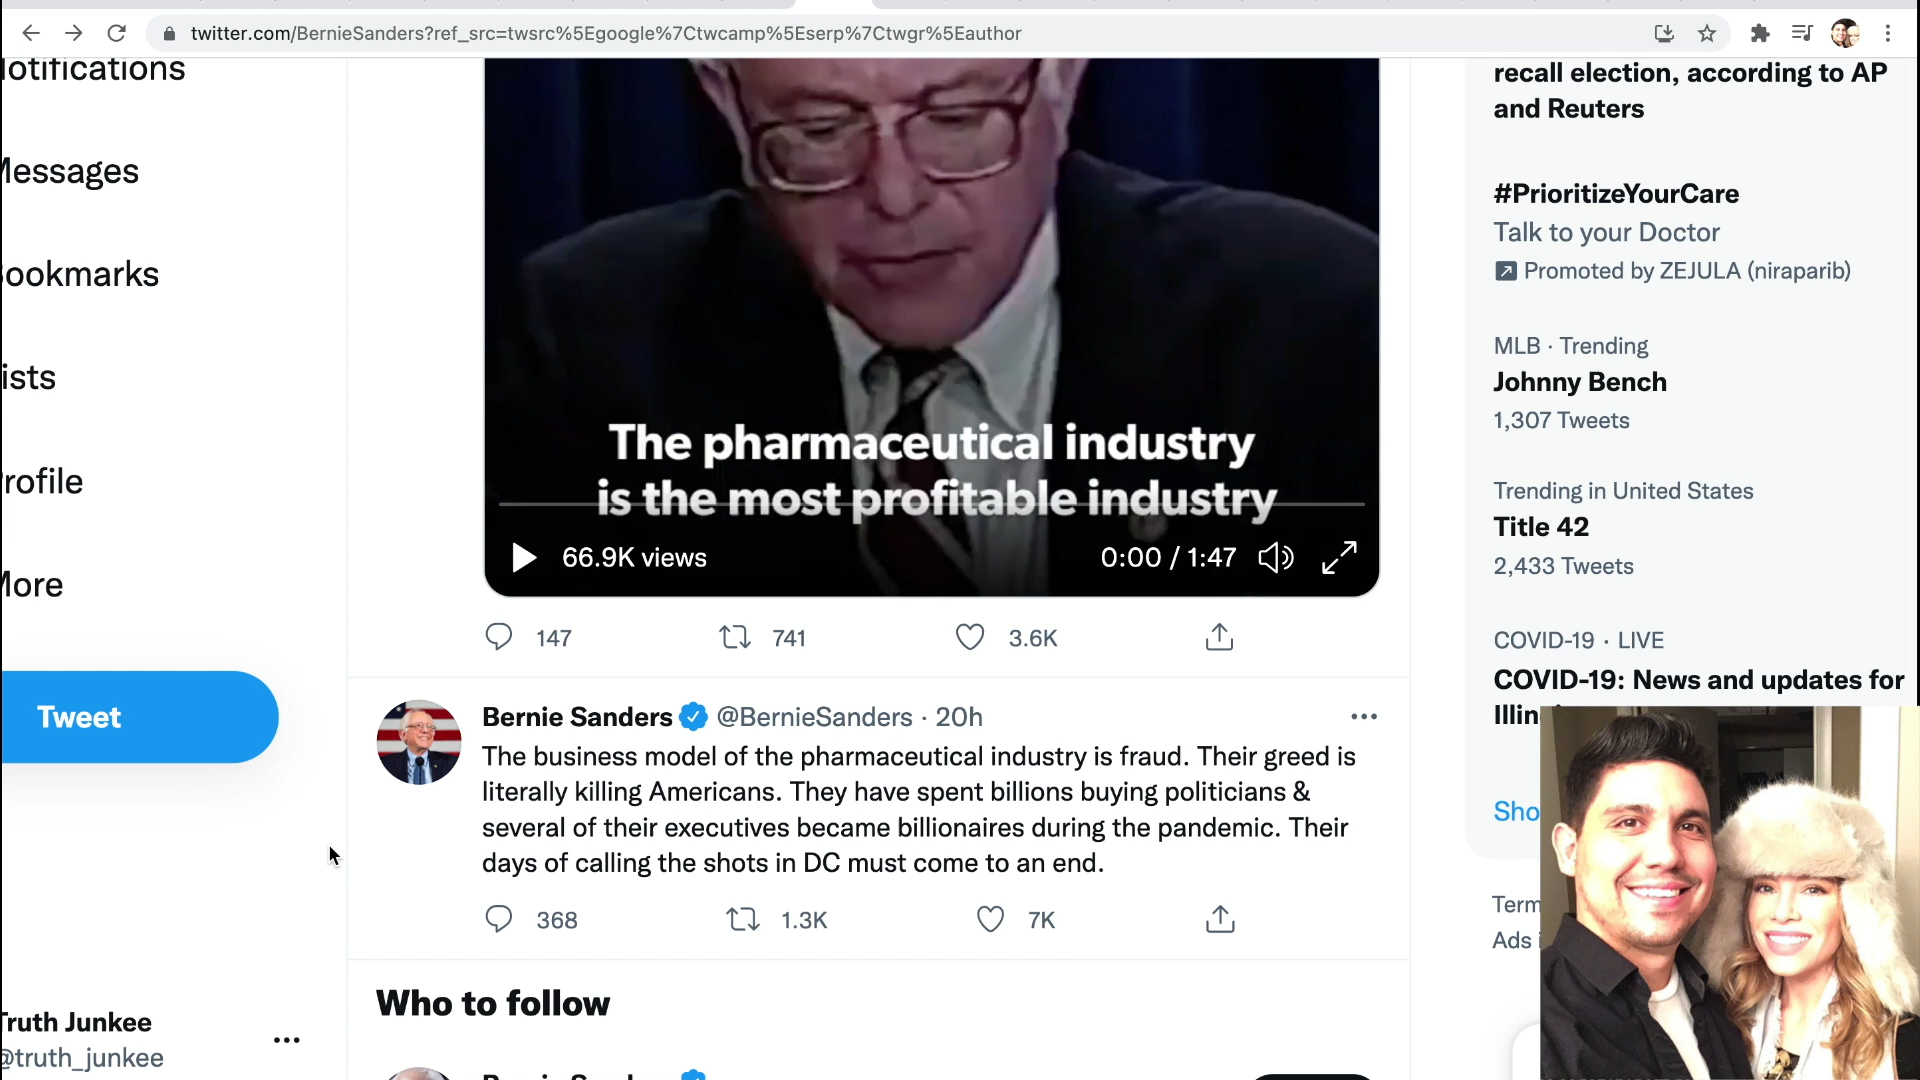 twitter.com/BernieSanders?ref_src=twsrc%5Egoogle%7Ctwcamp%5Eserp%7Ctwgr%5Eauthor
otifications
Messages
ookmarks
ists
rofile
More
Tweet
Truth Junkee
@truth_junkee
The pharmaceutical industry
is the most profitable industry
66.9K views
0:00 / 1:47
147
741
3.6K
Bernie Sanders @BernieSanders · 20h
The business model of the pharmaceutical industry is fraud. Their greed is
literally killing Americans. They have spent billions buying politicians &
several of their executives became billionaires during the pandemic. Their
days of calling the shots in DC must come to an end.
368
1.3K
7K
Who to follow
recall election, according to AP
and Reuters
#PrioritizeYourCare
Talk to your Doctor
Promoted by ZEJULA (niraparib)
MLB · Trending
Johnny Bench
1,307 Tweets
Trending in United States
Title 42
2,433 Tweets
COVID-19 · LIVE
COVID-19: News and updates for
Illin
Sho
Term
Ads i